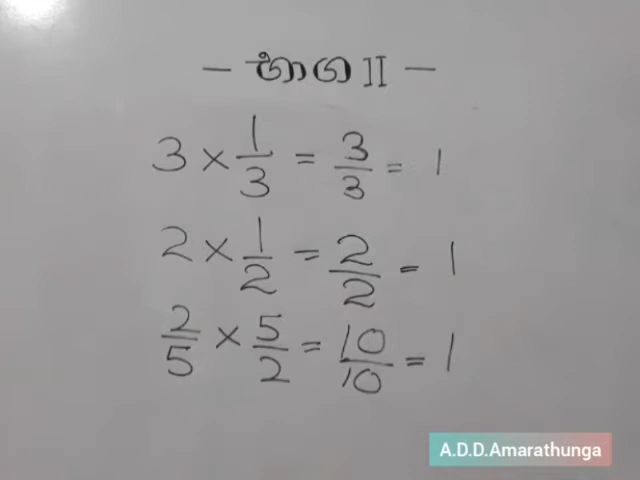 - භාග II -
3 × 1/3 = 3/3 = 1
2 × 1/2 = 2/2 = 1
2/5 × 5/2 = 10/10 = 1
A.D.D.Amarathunga